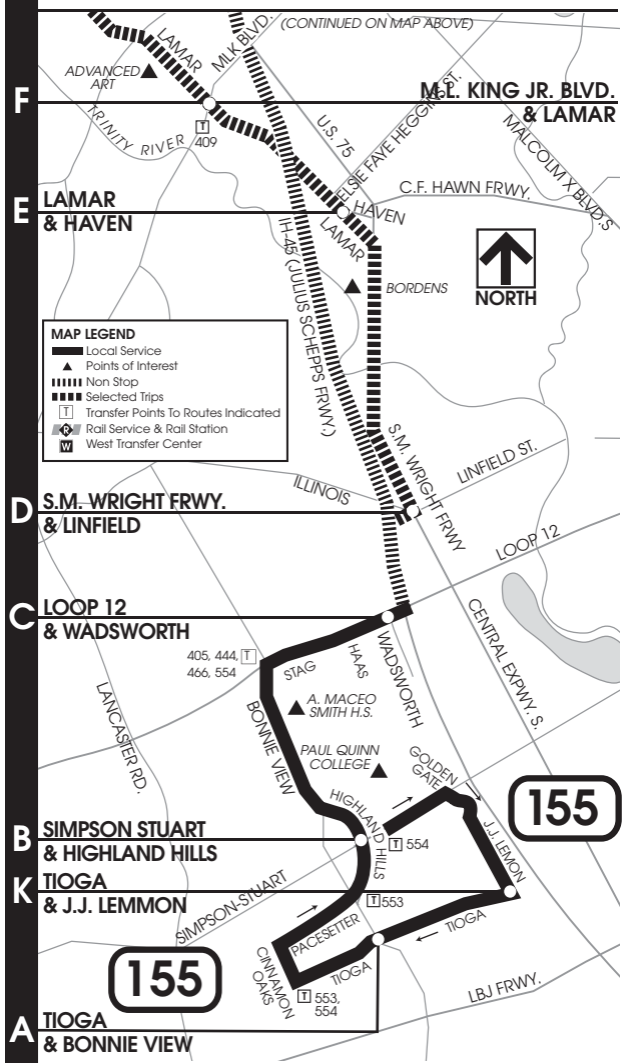 (CONTINUED ON MAP ABOVE)
LAMAR
MLK BLVD.
ADVANCED
ART
F
M.L. KING JR. BLVD.
& LAMAR
TRINITY RIVER
T
409
U.S. 75
ELSIE FAYE HEGGINS ST.
MALCOLM X BLVD.S
C.F. HAWN FRWY.
E
LAMAR
& HAVEN
HAVEN
LAMAR
IH-45 (JULIUS SCHEPPS FRWY.)
BORDENS
NORTH
MAP LEGEND
Local Service
Points of Interest
Non Stop
Selected Trips
T Transfer Points To Routes Indicated
R Rail Service & Rail Station
W West Transfer Center
S.M. WRIGHT FRWY
LINFIELD ST.
ILLINOIS
D
S.M. WRIGHT FRWY.
& LINFIELD
LOOP 12
C
LOOP 12
& WADSWORTH
405, 444, T
466, 554
STAG
HAAS
WADSWORTH
CENTRAL EXPWY. S.
LANCASTER RD.
BONNIE VIEW
A. MACEO
SMITH H.S.
PAUL QUINN
COLLEGE
GOLDEN
GATE
HIGHLAND HILLS
155
J.J. LEMON
B
SIMPSON STUART
& HIGHLAND HILLS
T 554
K
TIOGA
& J.J. LEMMON
T 553
SIMPSON-STUART
PACESETTER
TIOGA
155
CINNAMON
OAKS
TIOGA
T 553,
554
LBJ FRWY.
A
TIOGA
& BONNIE VIEW